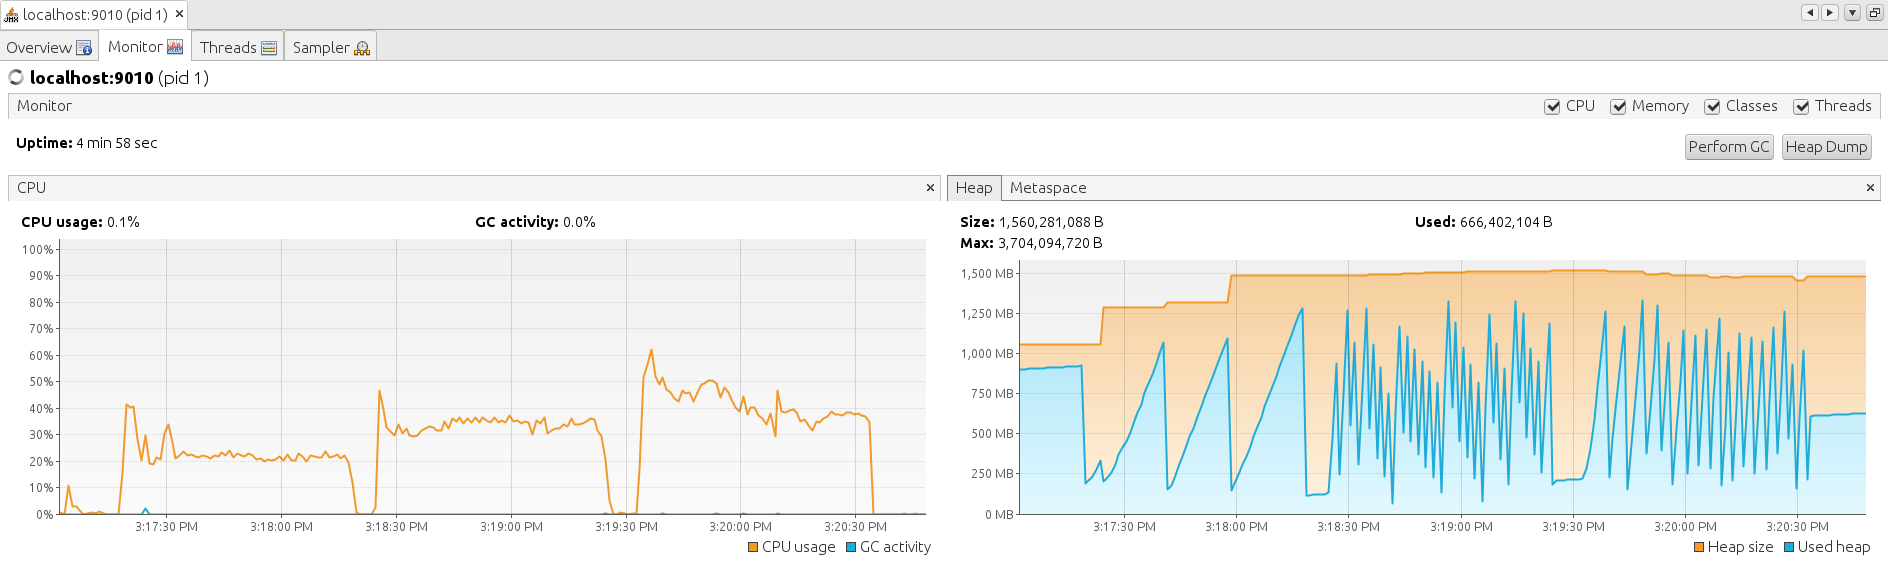 localhost:9010 (pid 1)
Overview Monitor Threads Sampler
localhost:9010 (pid 1)
Monitor CPU Memory Classes Threads
Uptime: 4 min 58 sec Perform GC Heap Dump
CPU
CPU usage: 0.1% GC activity: 0.0%
100%
90%
80%
70%
60%
50%
40%
30%
20%
10%
0%
3:17:30 PM 3:18:00 PM 3:18:30 PM 3:19:00 PM 3:19:30 PM 3:20:00 PM 3:20:30 PM
CPU usage GC activity
Heap Metaspace
Size: 1,560,281,088 B Used: 666,402,104 B
Max: 3,704,094,720 B
1,500 MB
1,250 MB
1,000 MB
750 MB
500 MB
250 MB
0 MB
3:17:30 PM 3:18:00 PM 3:18:30 PM 3:19:00 PM 3:19:30 PM 3:20:00 PM 3:20:30 PM
Heap size Used heap